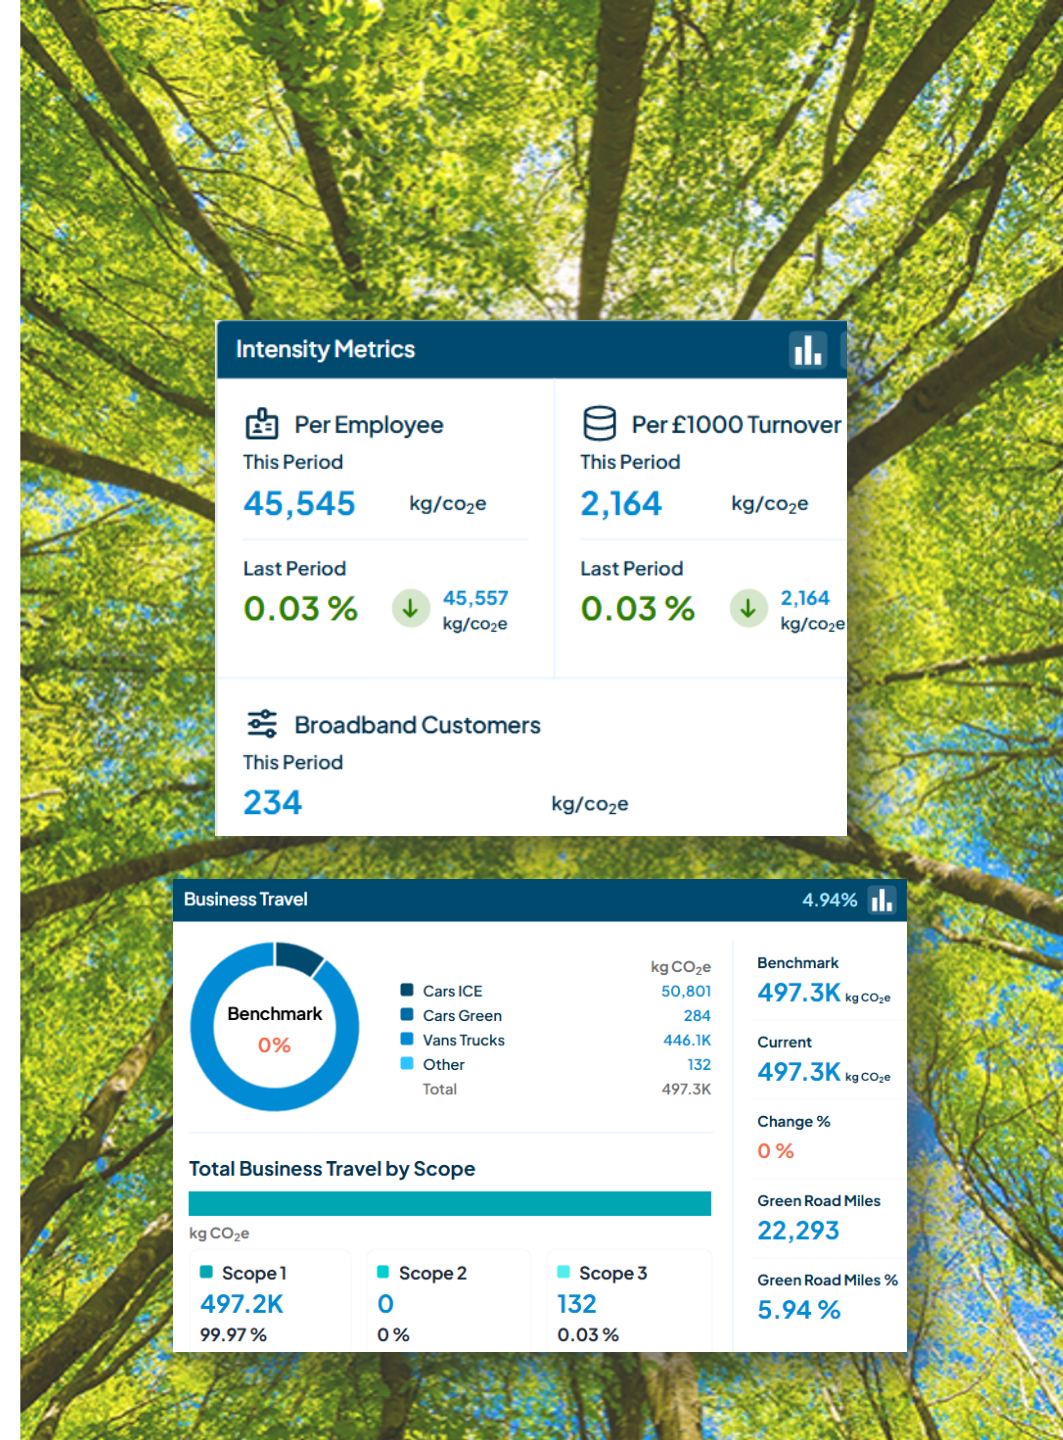 Intensity Metrics
Per Employee
This Period
45,545 kg/co₂e
Last Period
0.03 % 45,557
kg/co₂e
Per £1000 Turnover
This Period
2,164 kg/co₂e
Last Period
0.03 % 2,164
kg/co₂e
Broadband Customers
This Period
234 kg/co₂e
Business Travel 4.94%
Benchmark
0%
kg CO₂e
Cars ICE 50,801
Cars Green 284
Vans Trucks 446.1K
Other 132
Total 497.3K
Total Business Travel by Scope
kg CO₂e
Scope 1
497.2K
99.97 %
Scope 2
0
0 %
Scope 3
132
0.03 %
Benchmark
497.3K kg CO₂e
Current
497.3K kg CO₂e
Change %
0 %
Green Road Miles
22,293
Green Road Miles %
5.94 %